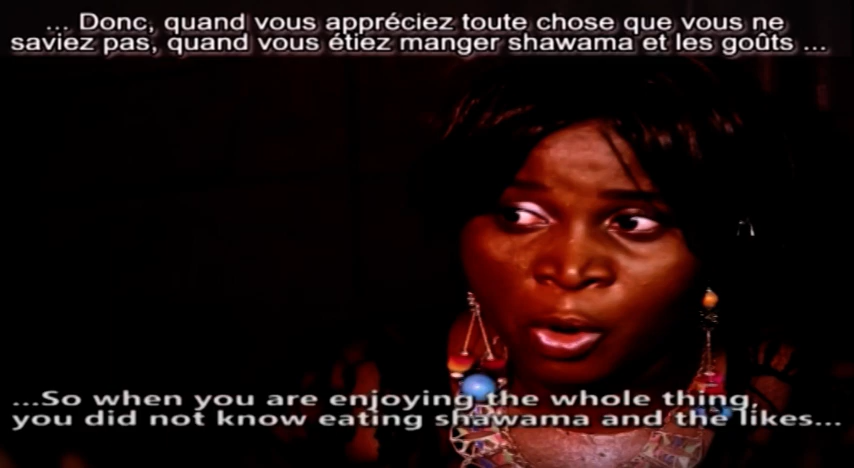 ... Donc, quand vous appréciez toute chose que vous ne
saviez pas, quand vous étiez manger shawama et les goûts ...
...So when you are enjoying the whole thing,
you did not know eating shawama and the likes...